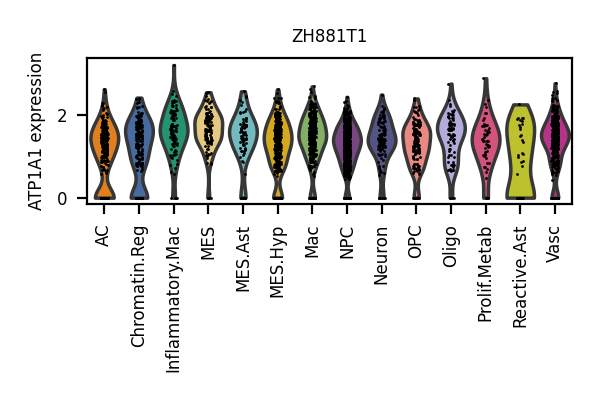 ZH881T1
ATP1A1 expression
2
0
AC
Chromatin.Reg
Inflammatory.Mac
MES
MES.Ast
MES.Hyp
Mac
NPC
Neuron
OPC
Oligo
Prolif.Metab
Reactive.Ast
Vasc